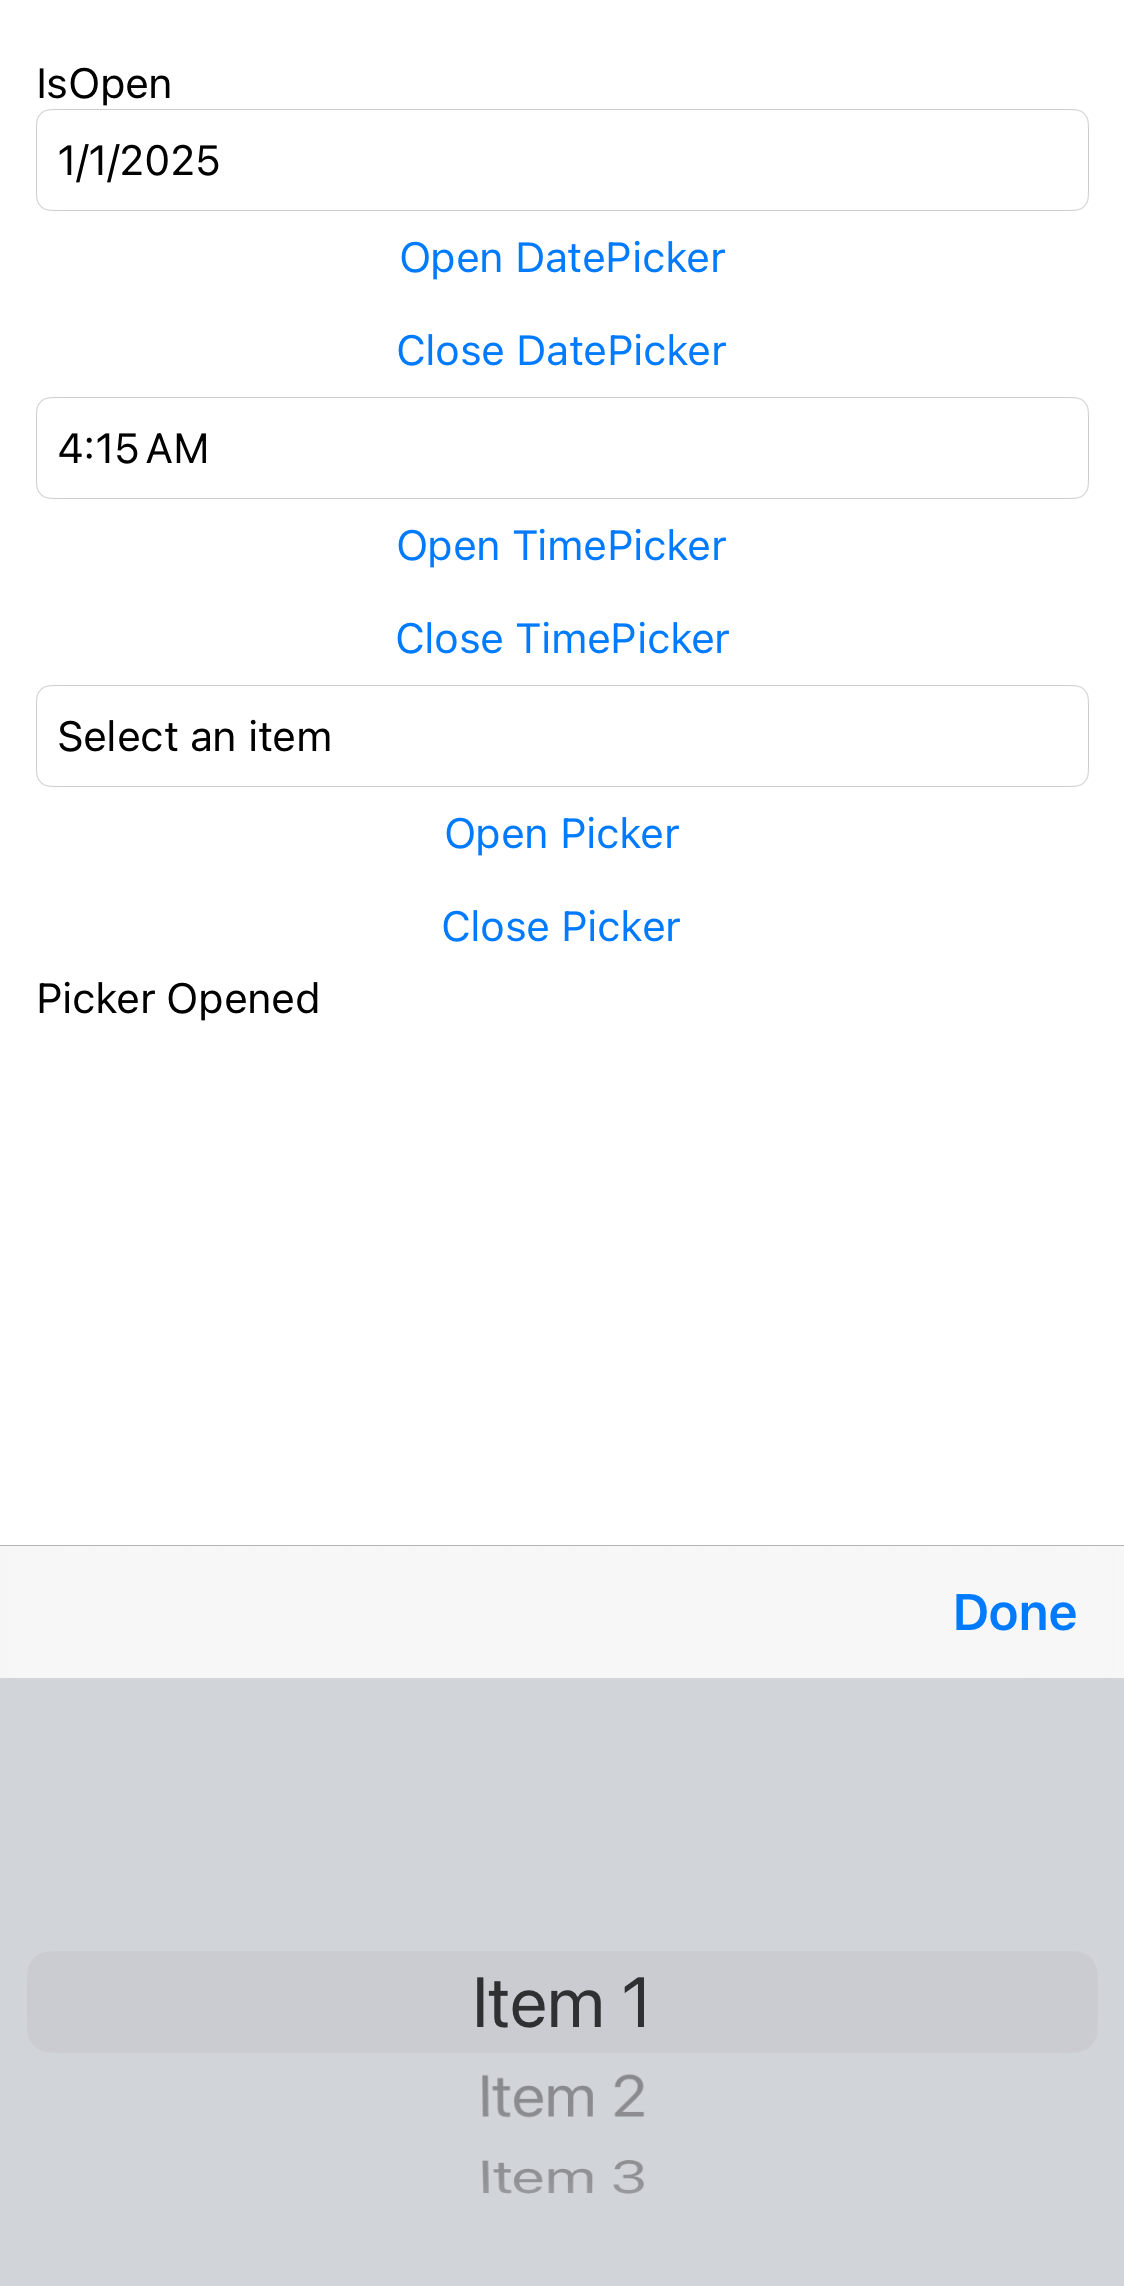 IsOpen
1/1/2025
Open DatePicker
Close DatePicker
4:15 AM
Open TimePicker
Close TimePicker
Select an item
Open Picker
Close Picker
Picker Opened
Done
Item 1
Item 2
Item 3